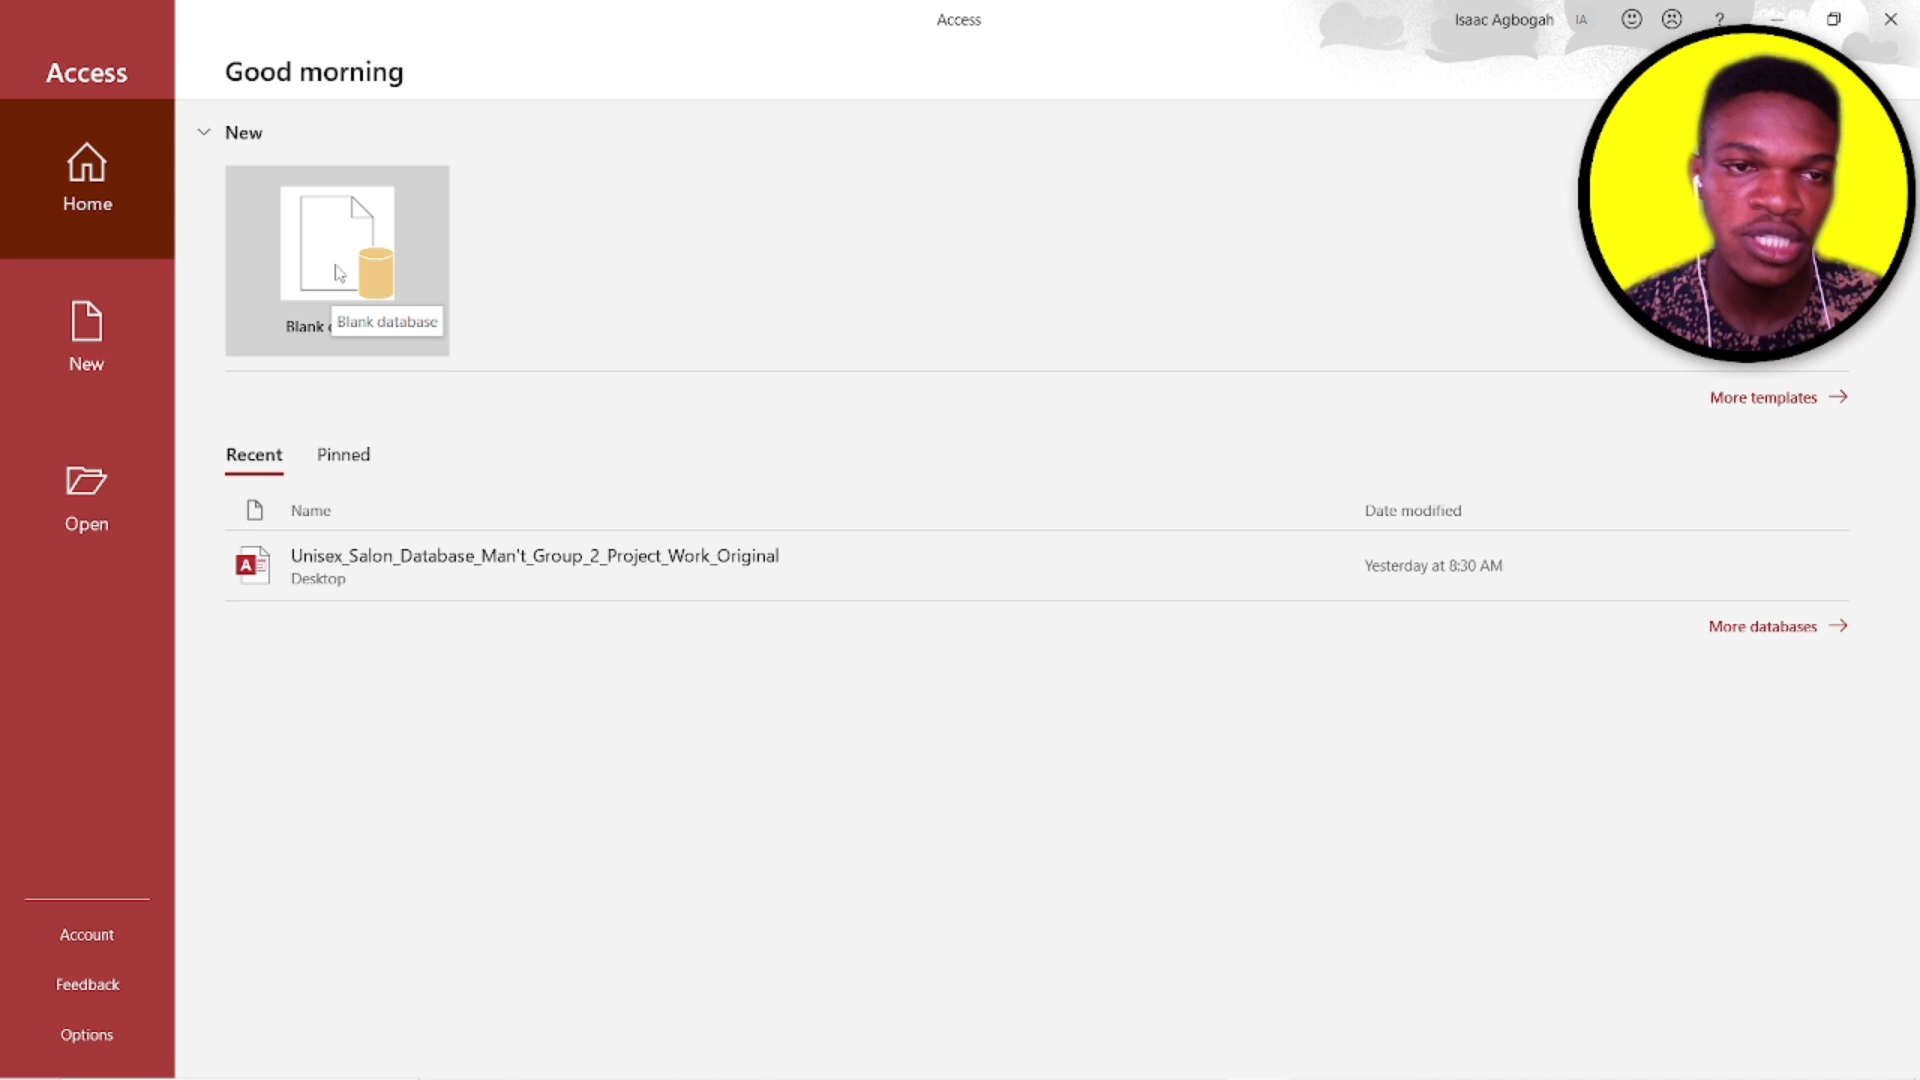 Access
Isaac Agbogah
IA
?
Access
Good morning
Home
New
Open
Account
Feedback
Options
New
Blank
Blank database
More templates
Recent
Pinned
Name
Date modified
Unisex_Salon_Database_Man't_Group_2_Project_Work_Original
Desktop
Yesterday at 8:30 AM
More databases